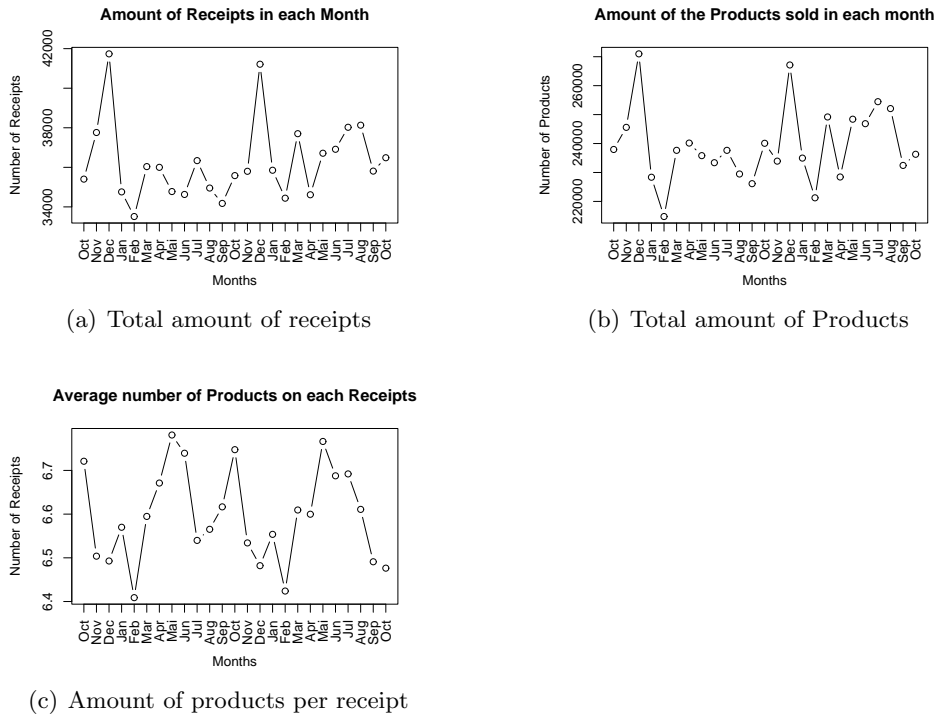 Amount of Receipts in each Month
Number of Receipts
34000 38000 42000
Oct Nov Dec Jan Feb Mar Apr Mai Jun Jul Aug Sep Oct Nov Dec Jan Feb Mar Apr Mai Jun Jul Aug Sep Oct
Months
(a) Total amount of receipts
Amount of the Products sold in each month
Number of Products
220000 240000 260000
Oct Nov Dec Jan Feb Mar Apr Mai Jun Jul Aug Sep Oct Nov Dec Jan Feb Mar Apr Mai Jun Jul Aug Sep Oct
Months
(b) Total amount of Products
Average number of Products on each Receipts
Number of Receipts
6.4 6.5 6.6 6.7
Oct Nov Dec Jan Feb Mar Apr Mai Jun Jul Aug Sep Oct Nov Dec Jan Feb Mar Apr Mai Jun Jul Aug Sep Oct
Months
(c) Amount of products per receipt